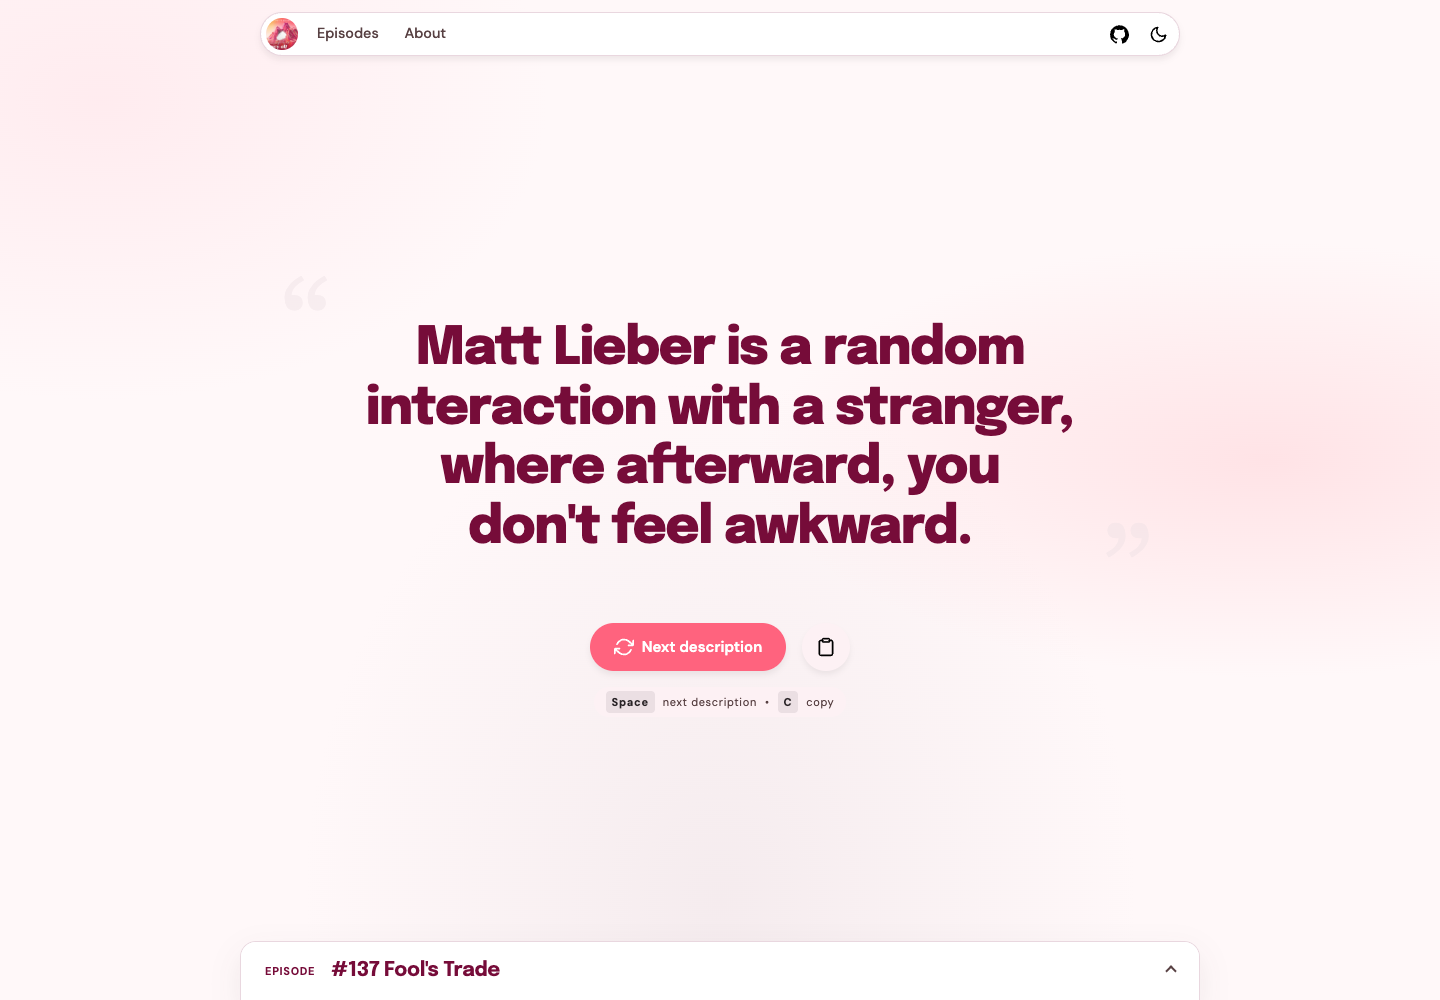 Episodes About
“
Matt Lieber is a random
interaction with a stranger,
where afterward, you
don't feel awkward.
”
Next description
Space next description • C copy
EPISODE #137 Fool's Trade